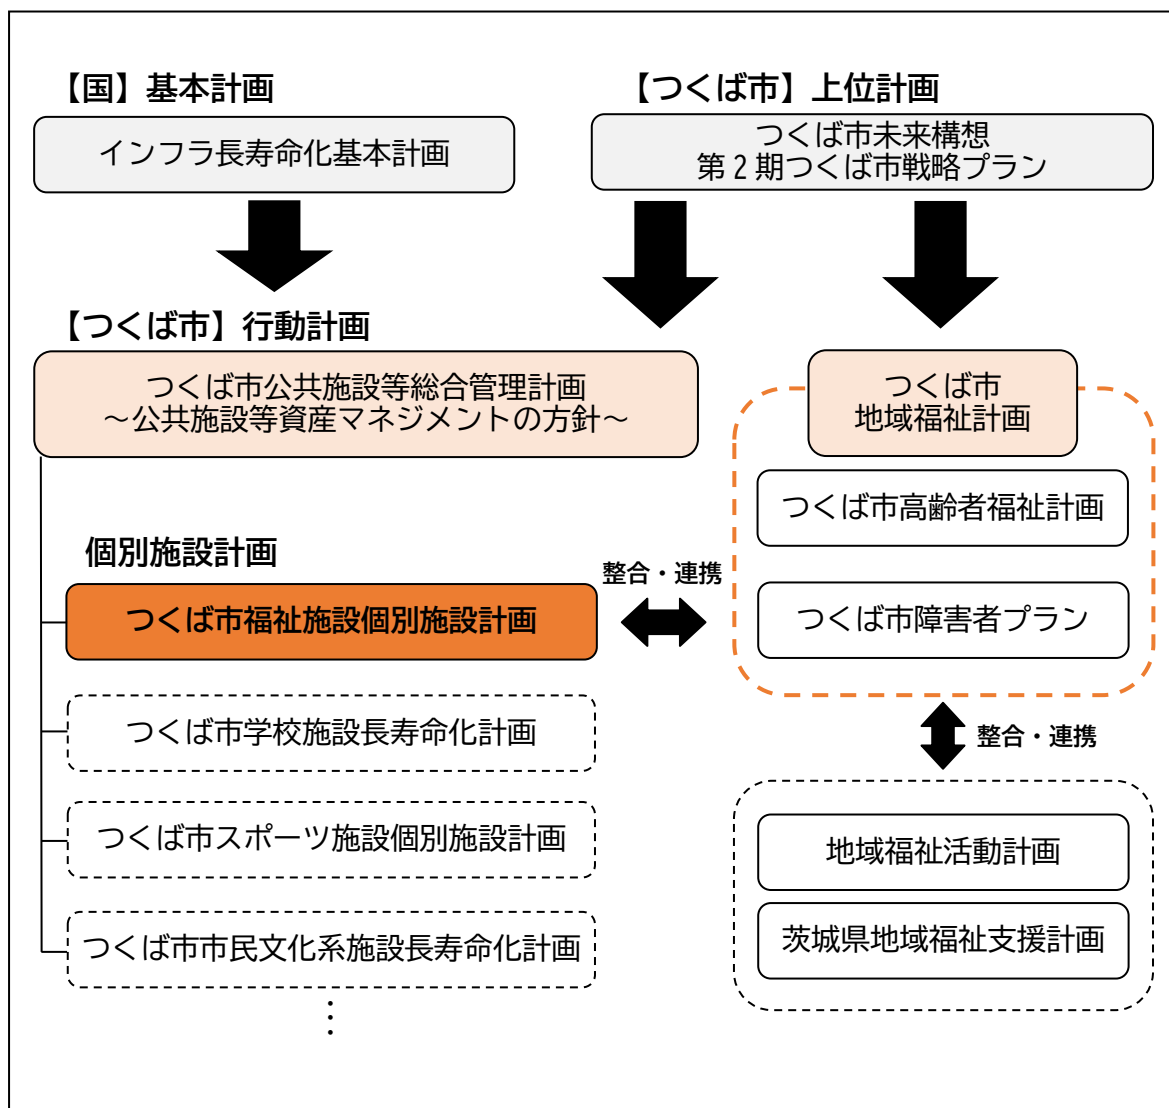 【国】基本計画
インフラ長寿命化基本計画
【つくば市】上位計画
つくば市未来構想
第２期つくば市戦略プラン
【つくば市】行動計画
つくば市公共施設等総合管理計画
～公共施設等資産マネジメントの方針～
個別施設計画
つくば市福祉施設個別施設計画
つくば市学校施設長寿命化計画
つくば市スポーツ施設個別施設計画
つくば市市民文化系施設長寿命化計画
⋮
整合・連携
つくば市
地域福祉計画
つくば市高齢者福祉計画
つくば市障害者プラン
整合・連携
地域福祉活動計画
茨城県地域福祉支援計画